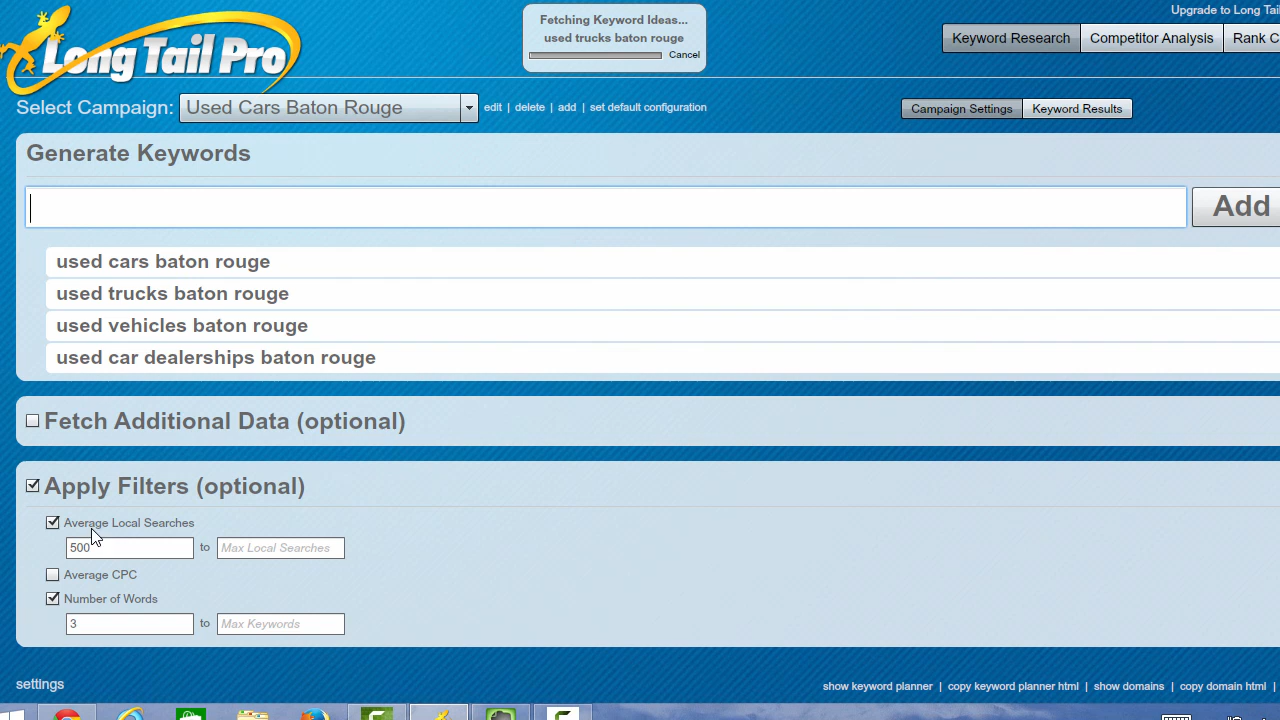 Upgrade to Long Tail
Fetching Keyword Ideas...
used trucks baton rouge
Cancel
Long Tail Pro
Keyword Research Competitor Analysis Rank C
Select Campaign: Used Cars Baton Rouge edit | delete | add | set default configuration Campaign Settings Keyword Results
Generate Keywords
Add
used cars baton rouge
used trucks baton rouge
used vehicles baton rouge
used car dealerships baton rouge
Fetch Additional Data (optional)
Apply Filters (optional)
Average Local Searches
500 to Max Local Searches
Average CPC
Number of Words
3 to Max Keywords
settings show keyword planner | copy keyword planner html | show domains | copy domain html |